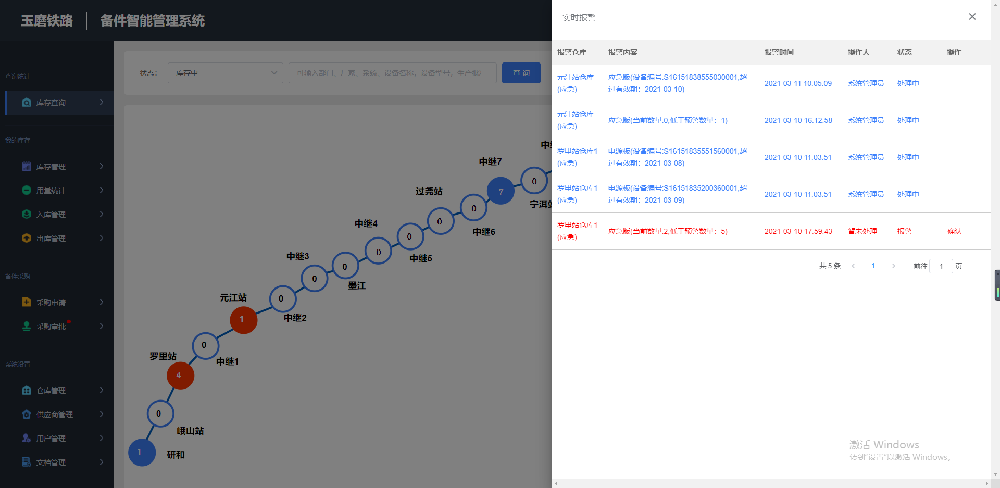 玉磨铁路 备件智能管理系统
查询统计
库存查询
我的库存
库存管理
用量统计
入库管理
出库管理
备件采购
采购申请
采购审批
系统设置
仓库管理
供应商管理
用户管理
文档管理
状态： 库存中 可输入部门、厂家、系统、设备名称，设备型号，生产批 查 询
中继7
0
7
宁洱站
过尧站
0
中继6
0
中继4
0
中继5
0
中继3
0
墨江
0
元江站
0
中继2
1
0
中继1
罗里站
4
0
峨山站
1
研和
实时报警
报警仓库 报警内容 报警时间 操作人 状态 操作
元江站仓库
(应急)
应急版(设备编号:S16151838555030001,超
过有效期：2021-03-10)
2021-03-11 10:05:09 系统管理员 处理中
元江站仓库
(应急)
应急版(当前数量:0,低于预警数量：1)
2021-03-10 16:12:58 系统管理员 处理中
罗里站仓库1
(应急)
电源板(设备编号:S16151835551560001,超
过有效期：2021-03-08)
2021-03-10 11:03:51 系统管理员 处理中
罗里站仓库1
(应急)
电源板(设备编号:S16151835200360001,超
过有效期：2021-03-09)
2021-03-10 11:03:51 系统管理员 处理中
罗里站仓库1
(应急)
应急版(当前数量:2,低于预警数量：5)
2021-03-10 17:59:43 暂未处理 报警 确认
共 5 条 1 前往 1 页
激活 Windows
转到"设置"以激活 Windows。